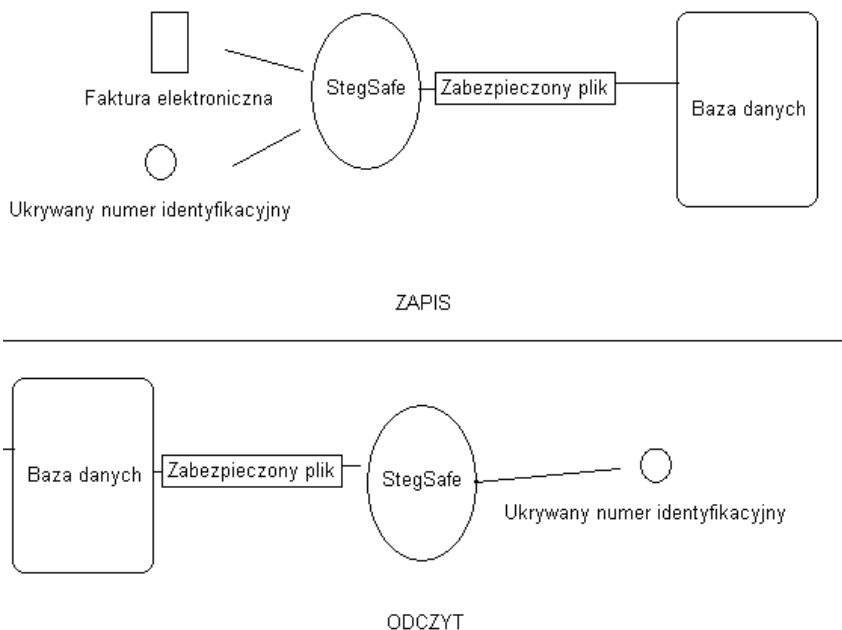 Faktura elektroniczna
StegSafe
Zabezpieczony plik
Baza danych
Ukrywany numer identyfikacyjny
ZAPIS
Baza danych
Zabezpieczony plik
StegSafe
Ukrywany numer identyfikacyjny
ODCZYT